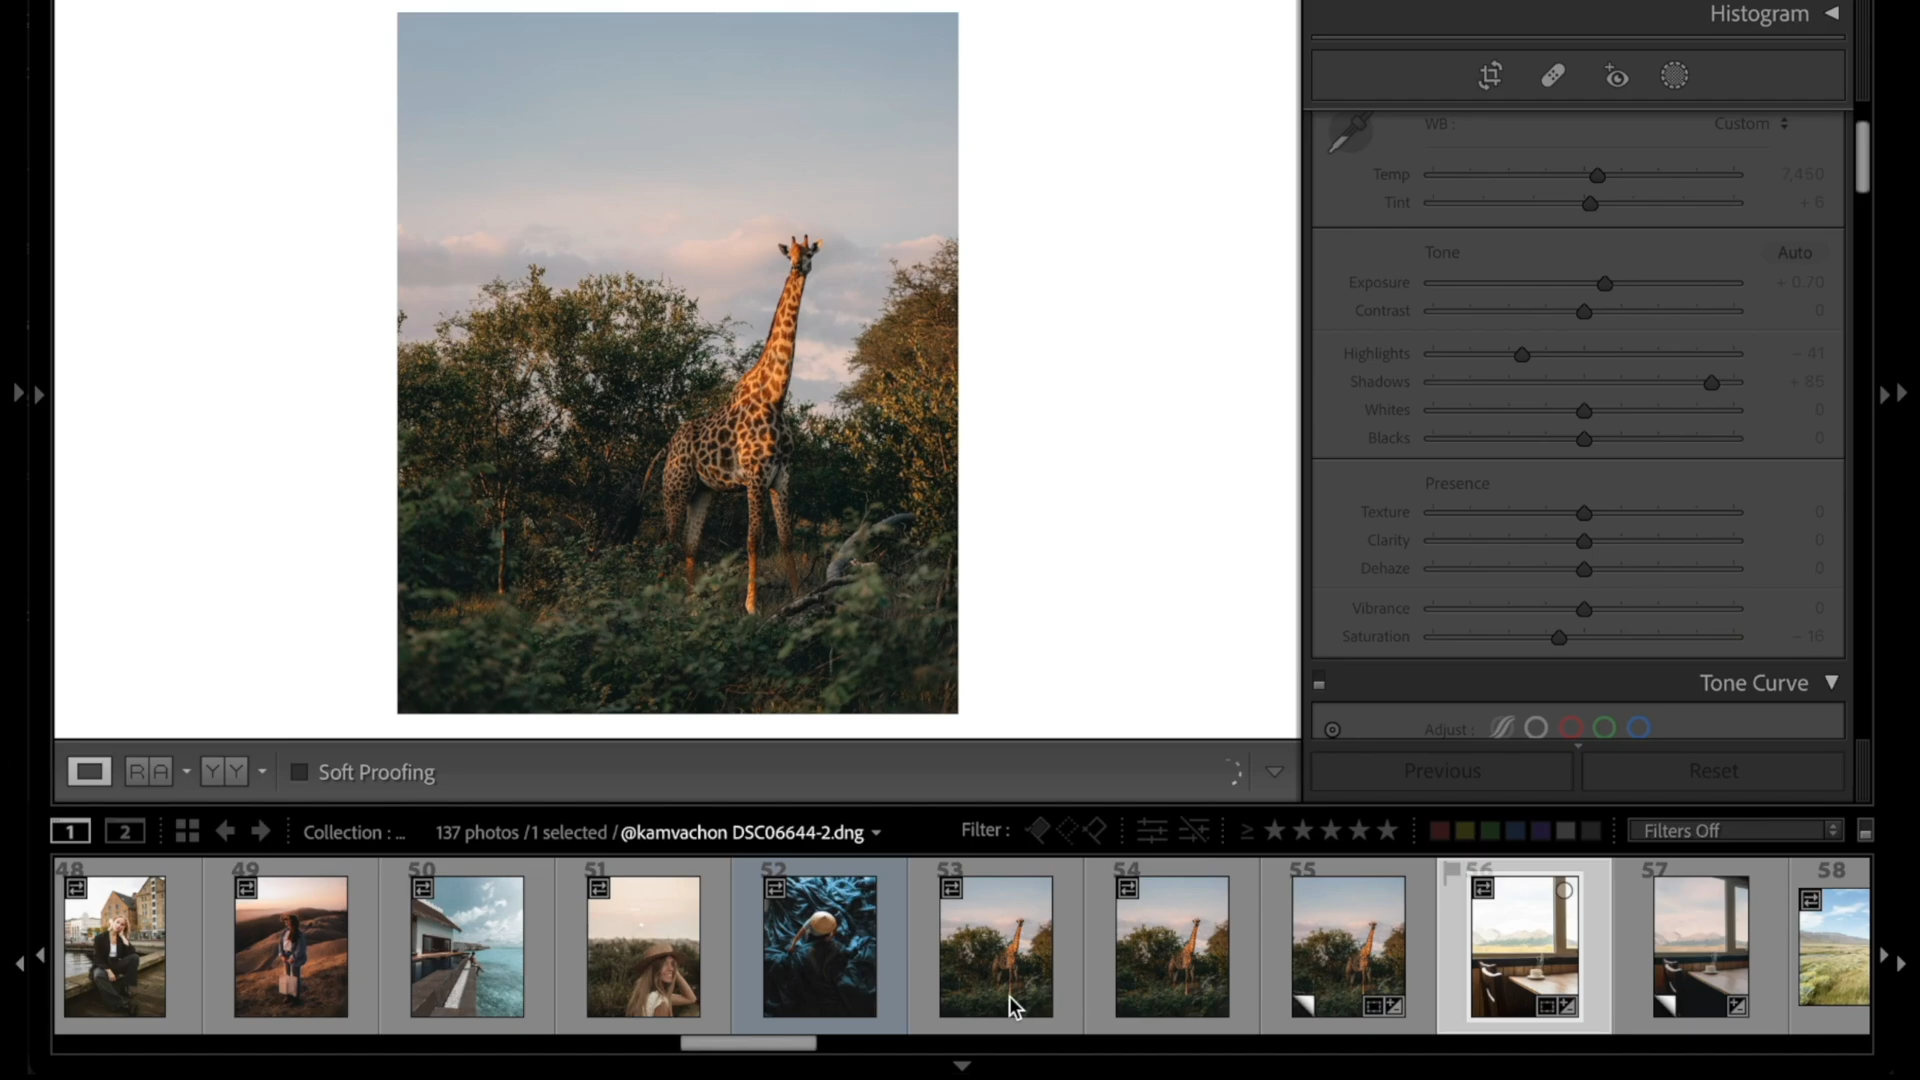 Histogram
WB :
Custom
Temp
7,450
Tint
+ 6
Tone
Auto
Exposure
+ 0.70
Contrast
0
Highlights
- 41
Shadows
+ 85
Whites
0
Blacks
0
Presence
Texture
0
Clarity
0
Dehaze
0
Vibrance
0
Saturation
- 16
Tone Curve
Adjust :
Previous
Reset
R A
Y Y
Soft Proofing
1
2
Collection : ...
137 photos / 1 selected / @kamvachon DSC06644-2.dng
Filter :
≥
Filters Off
48
49
50
51
52
53
54
55
56
57
58